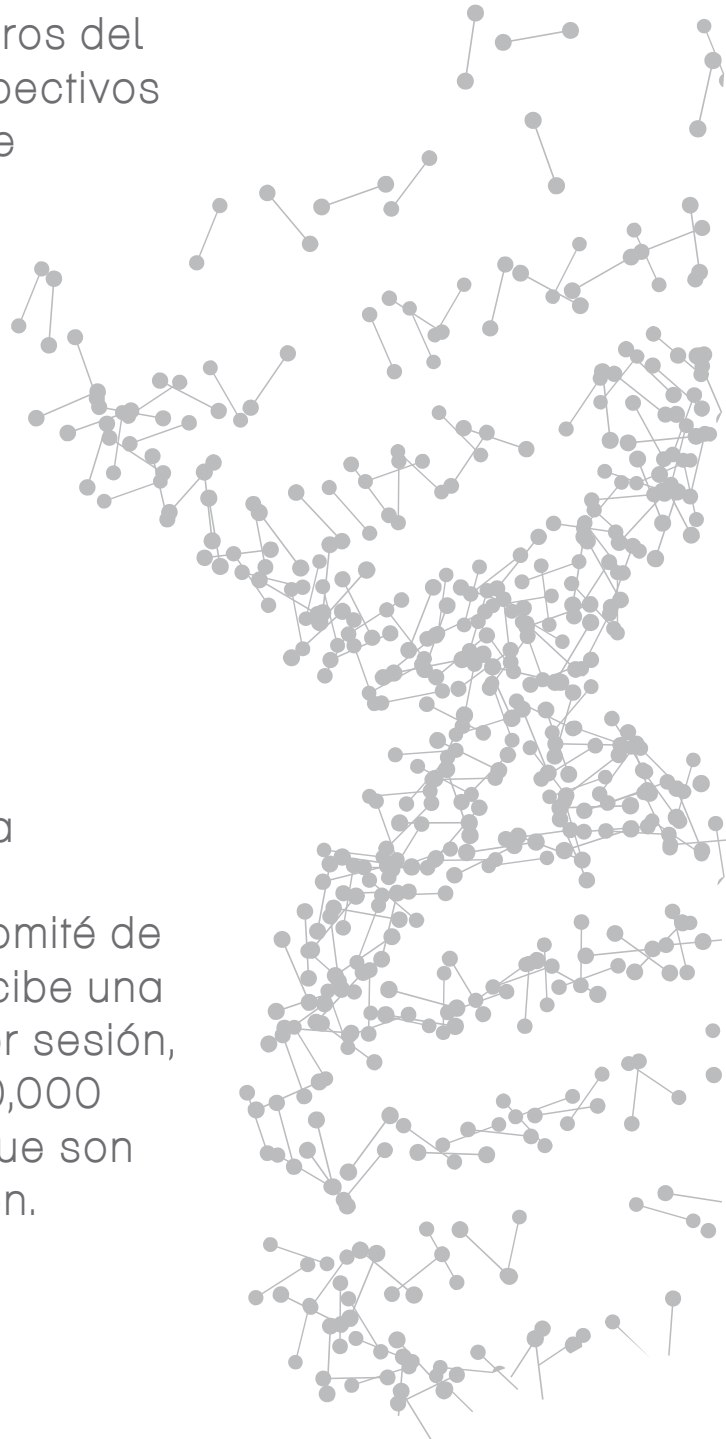 ros del
pectivos
e
a
omité de
cibe una
r sesión,
0,000
ue son
n.